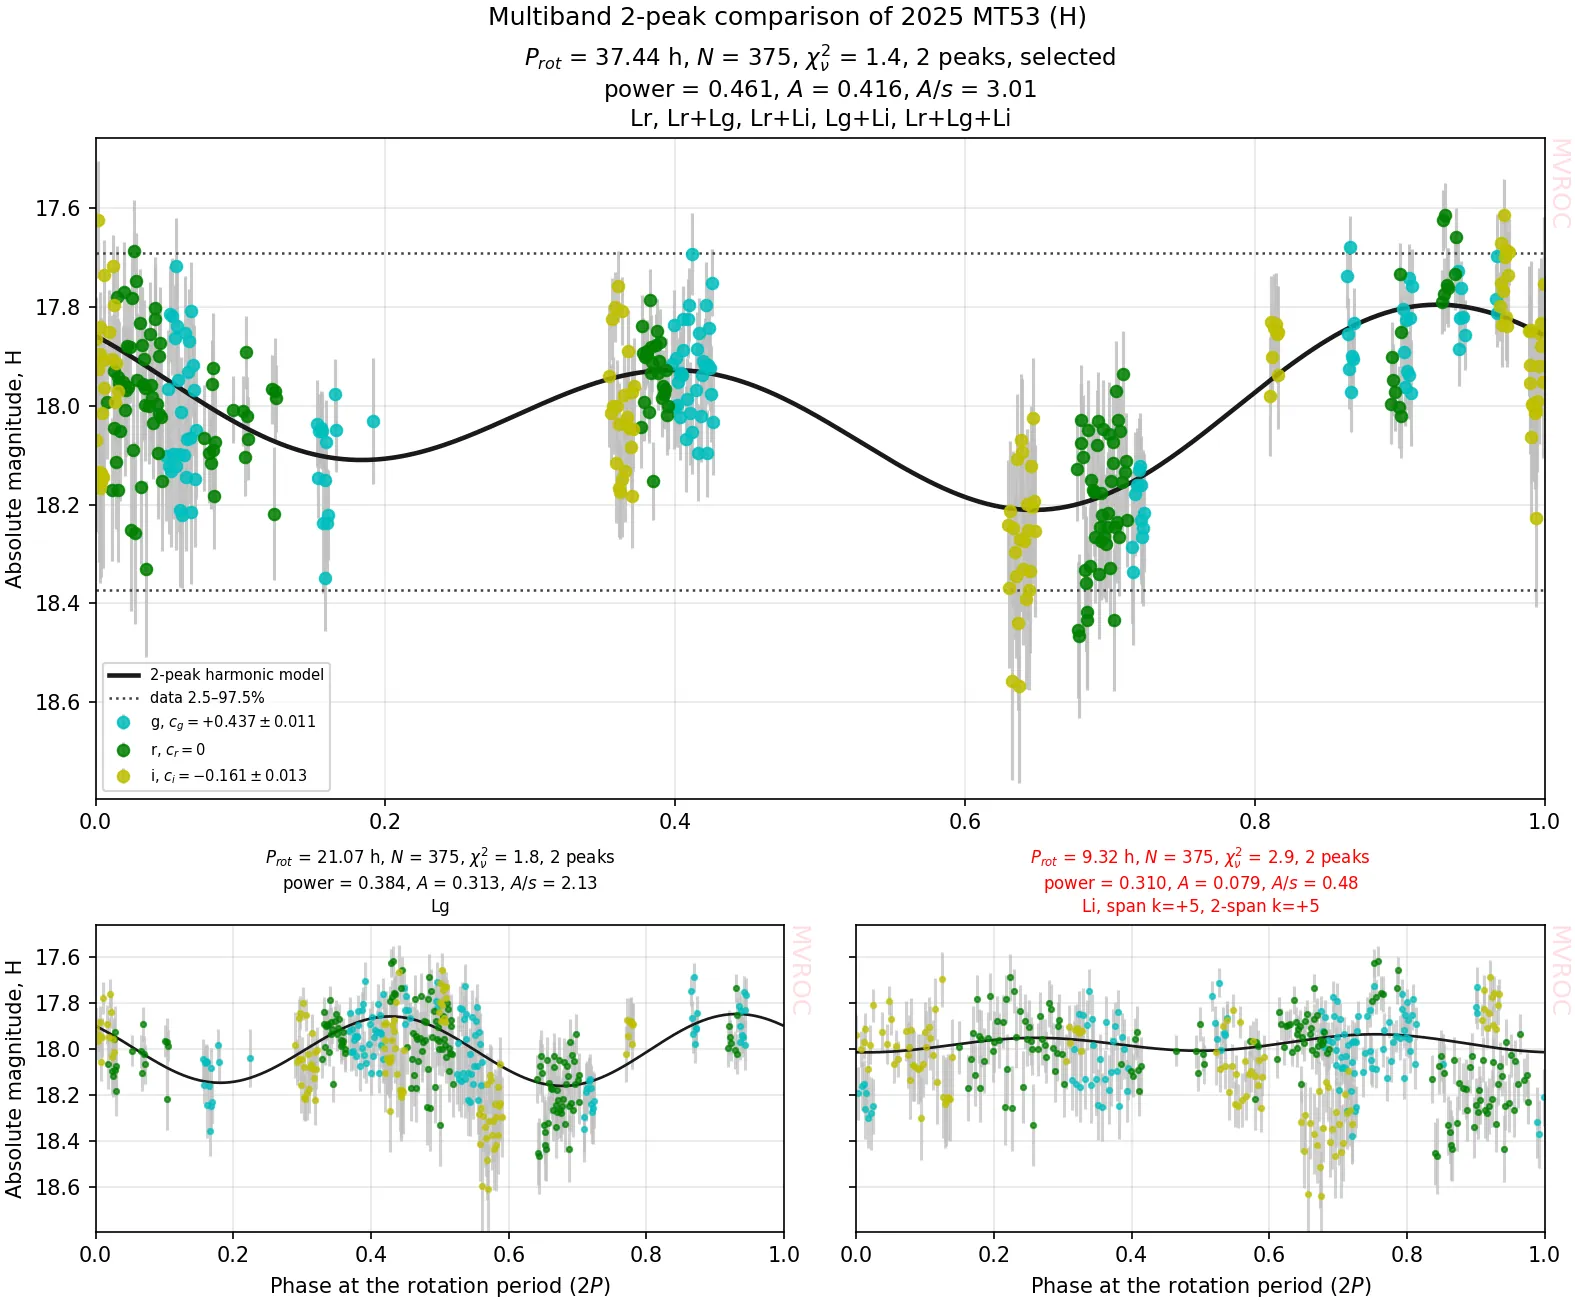 Multiband 2-peak comparison of 2025 MT53 (H)
P_rot = 37.44 h, N = 375, χ²_ν = 1.4, 2 peaks, selected
power = 0.461, A = 0.416, A/s = 3.01
Lr, Lr+Lg, Lr+Li, Lg+Li, Lr+Lg+Li
MVROC
Absolute magnitude, H
17.6
17.8
18.0
18.2
18.4
18.6
2-peak harmonic model
data 2.5–97.5%
g, c_g = +0.437 ± 0.011
r, c_r = 0
i, c_i = −0.161 ± 0.013
0.0 0.2 0.4 0.6 0.8 1.0
P_rot = 21.07 h, N = 375, χ²_ν = 1.8, 2 peaks
power = 0.384, A = 0.313, A/s = 2.13
Lg
MVROC
Absolute magnitude, H
17.6
17.8
18.0
18.2
18.4
18.6
0.0 0.2 0.4 0.6 0.8 1.0
Phase at the rotation period (2P)
P_rot = 9.32 h, N = 375, χ²_ν = 2.9, 2 peaks
power = 0.310, A = 0.079, A/s = 0.48
Li, span k=+5, 2-span k=+5
MVROC
0.0 0.2 0.4 0.6 0.8 1.0
Phase at the rotation period (2P)